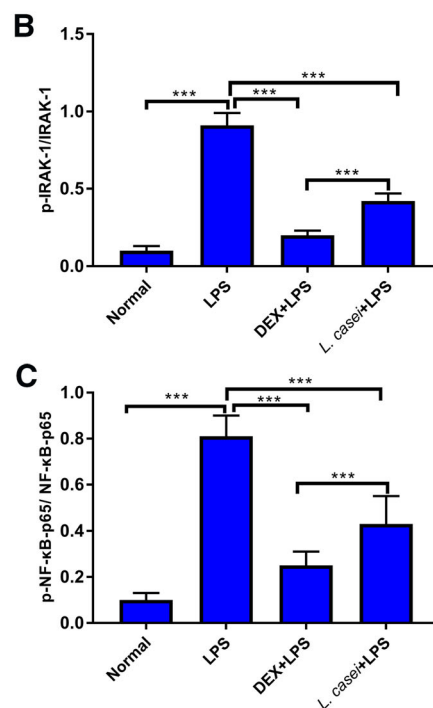 B
p-IRAK-1/IRAK-1
1.5
1.0
0.5
0.0
***
***
***
***
Normal
LPS
DEX+LPS
L. casei+LPS
C
p-NF-κB-p65/ NF-κB-p65
1.0
0.8
0.6
0.4
0.2
0.0
***
***
***
***
Normal
LPS
DEX+LPS
L. casei+LPS